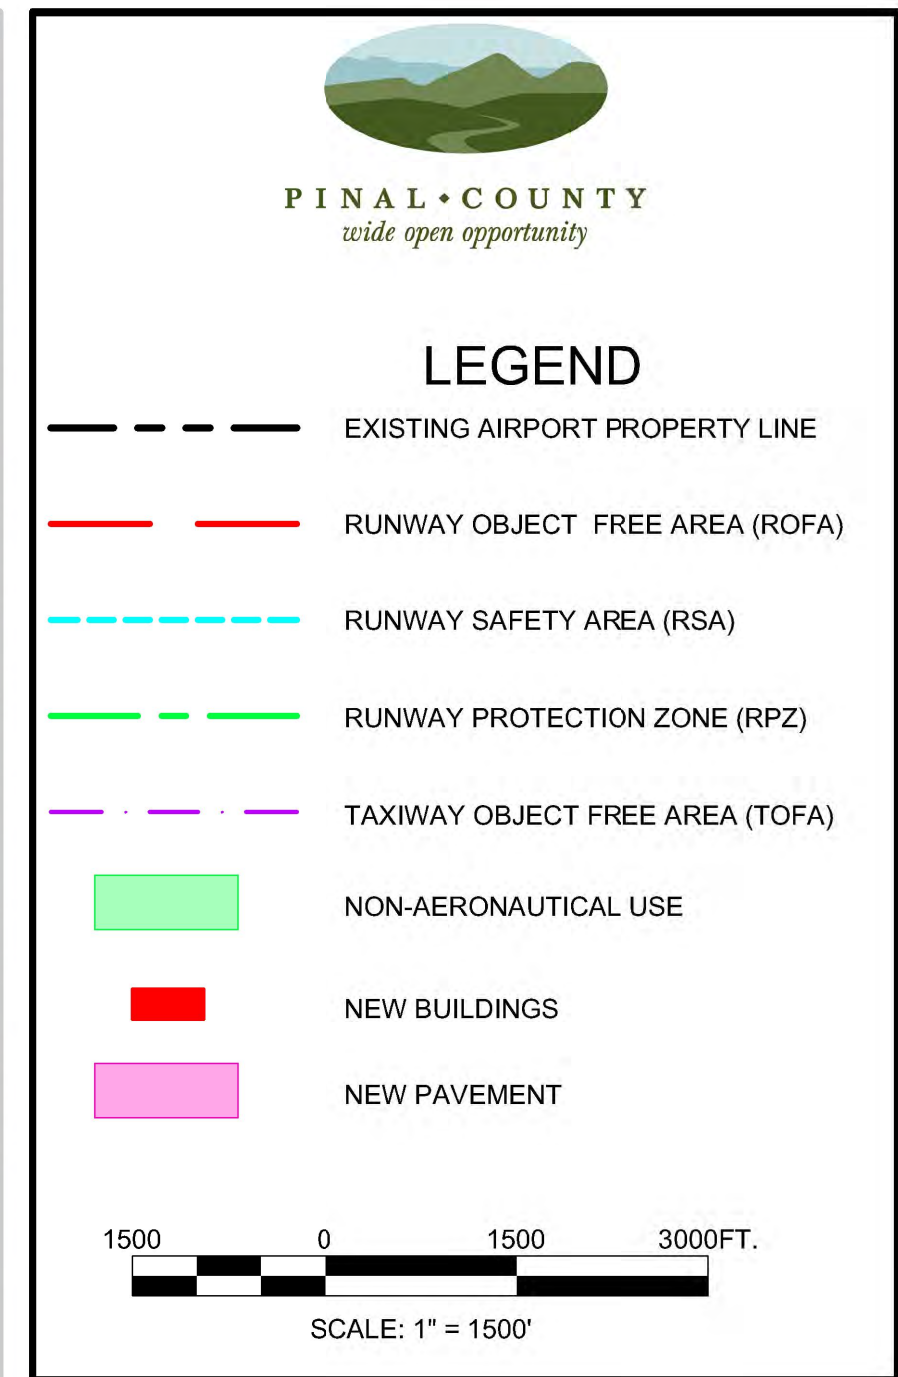 PINAL◆COUNTY
wide open opportunity
LEGEND
EXISTING AIRPORT PROPERTY LINE
RUNWAY OBJECT FREE AREA (ROFA)
RUNWAY SAFETY AREA (RSA)
RUNWAY PROTECTION ZONE (RPZ)
TAXIWAY OBJECT FREE AREA (TOFA)
NON-AERONAUTICAL USE
NEW BUILDINGS
NEW PAVEMENT
1500 0 1500 3000FT.
SCALE: 1" = 1500'